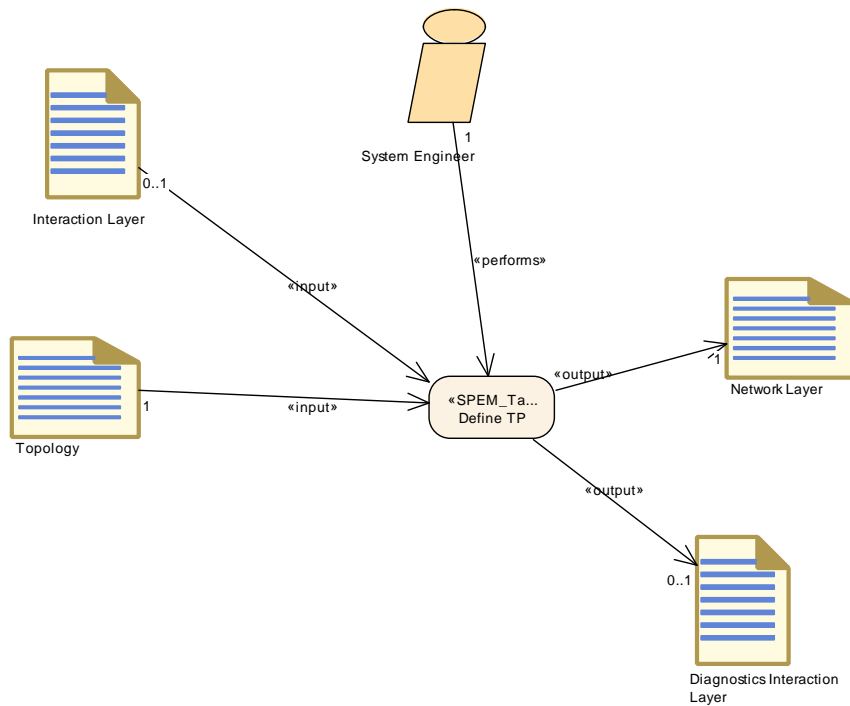 1
System Engineer
0..1
Interaction Layer
«input»
«performs»
1
Topology
«input»
«SPEM_Ta...
Define TP
«output»
1
Network Layer
«output»
0..1
Diagnostics Interaction
Layer